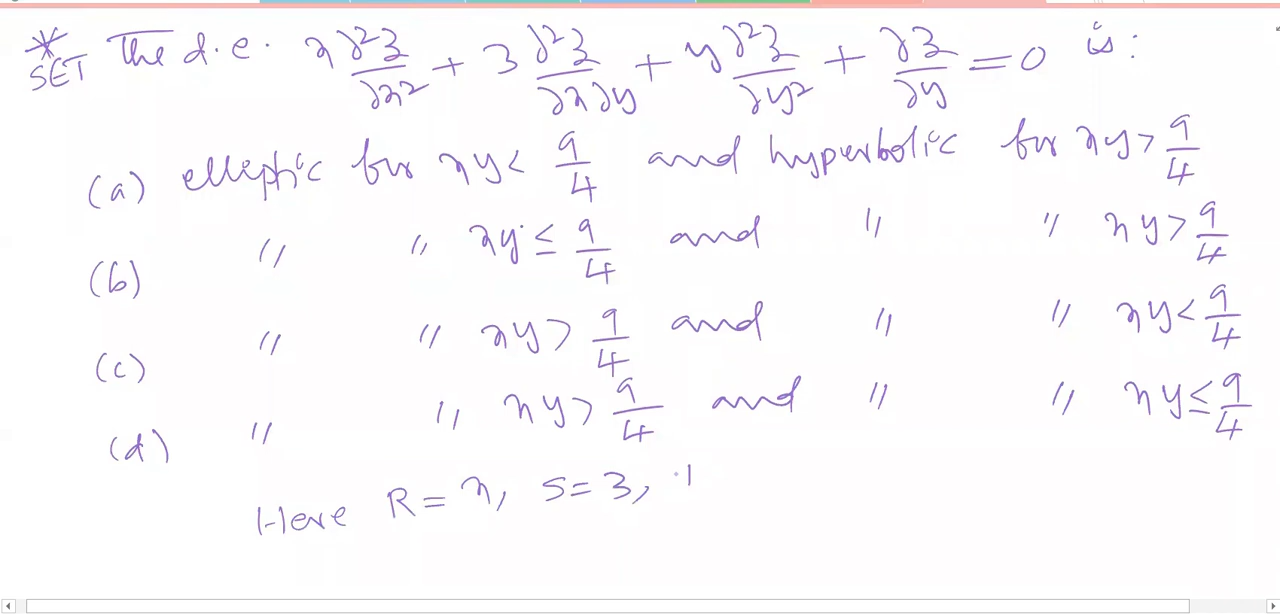 * SET The d.e. x ∂²z/∂x² + 3 ∂²z/∂x∂y + y ∂²z/∂y² + ∂z/∂y = 0 is:
(a) elliptic for xy < 9/4 and hyperbolic for xy > 9/4
(b) " " xy ≤ 9/4 and " " xy > 9/4
(c) " " xy > 9/4 and " " xy < 9/4
(d) " " xy > 9/4 and " " xy ≤ 9/4
Here R = x, S = 3,